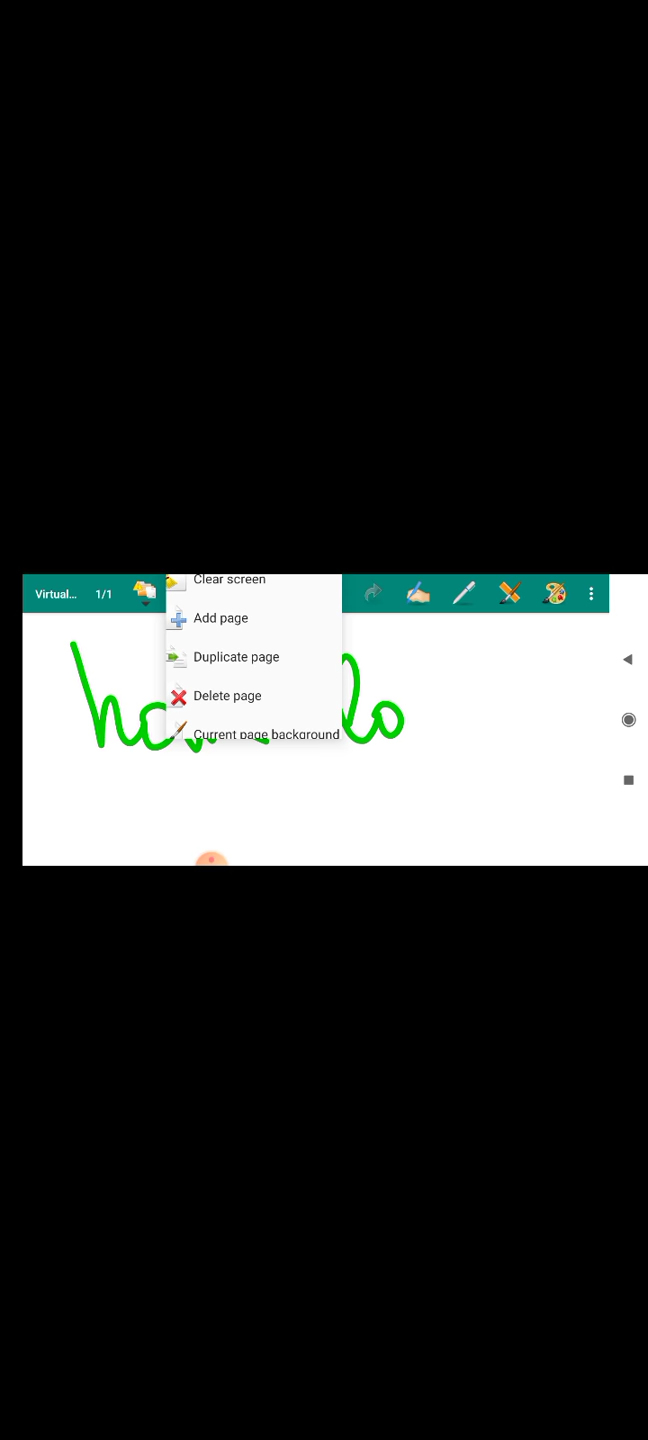 Virtual... 1/1
Clear screen
Add page
Duplicate page
Delete page
Current page background